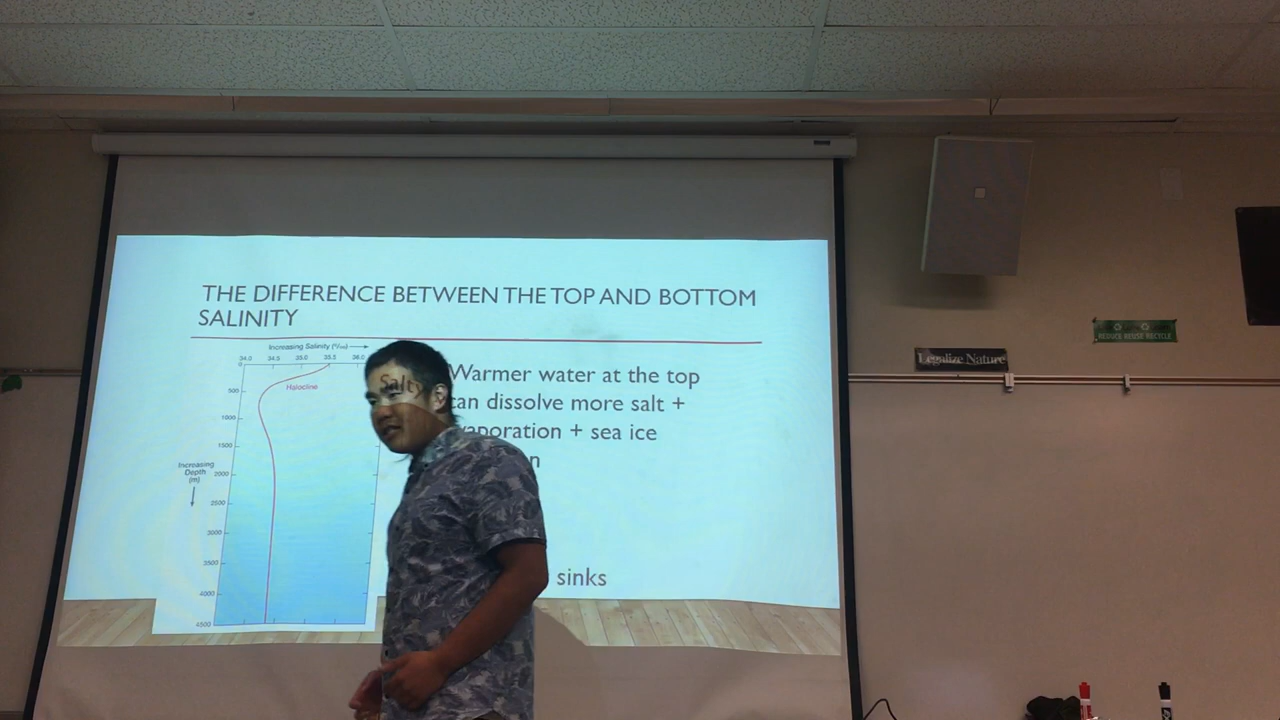 THE DIFFERENCE BETWEEN THE TOP AND BOTTOM
SALINITY
Increasing Salinity (‰)
34.0 34.5 35.0 35.5 36.0
0
Halocline
500
1000
1500
2000
2500
3000
3500
4000
4500
Increasing
Depth
(m)
Salty
Warmer water at the top
can dissolve more salt +
evaporation + sea ice
sinks
Legalize Nature
REDUCE REUSE RECYCLE